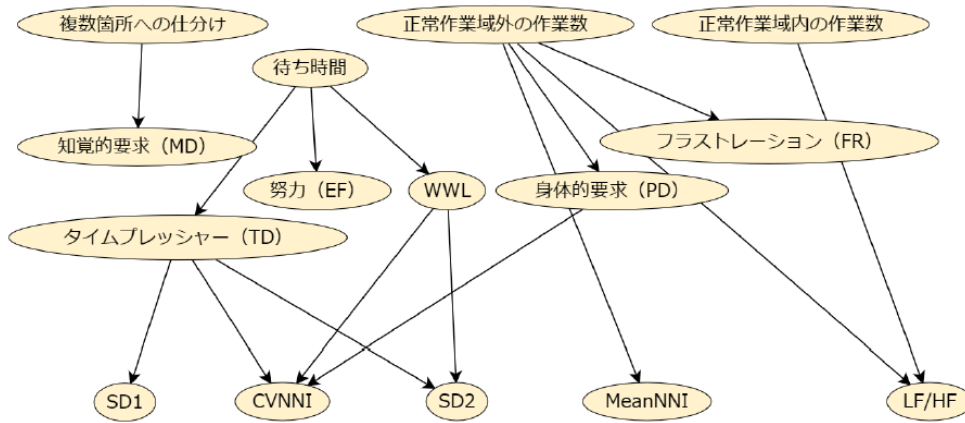 複数箇所への仕分け
正常作業域外の作業数
正常作業域内の作業数
待ち時間
知覚的要求（MD）
フラストレーション（FR）
努力（EF）
WWL
身体的要求（PD）
タイムプレッシャー（TD）
SD1
CVNNI
SD2
MeanNNI
LF/HF